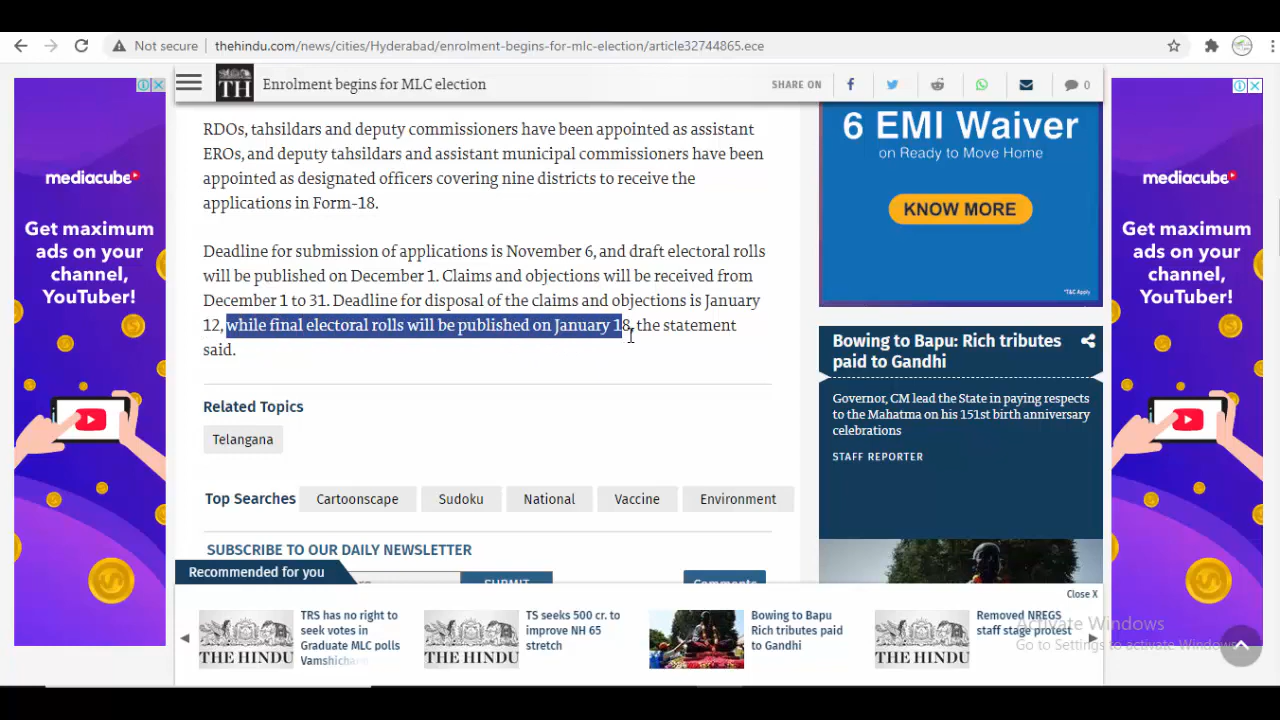 Not secure
thehindu.com/news/cities/Hyderabad/enrolment-begins-for-mlc-election/article32744865.ece
TH
Enrolment begins for MLC election
SHARE ON
0
RDOs, tahsildars and deputy commissioners have been appointed as assistant
EROs, and deputy tahsildars and assistant municipal commissioners have been
appointed as designated officers covering nine districts to receive the
applications in Form-18.
Deadline for submission of applications is November 6, and draft electoral rolls
will be published on December 1. Claims and objections will be received from
December 1 to 31. Deadline for disposal of the claims and objections is January
12, while final electoral rolls will be published on January 18, the statement
said.
Related Topics
Telangana
Top Searches
Cartoonscape
Sudoku
National
Vaccine
Environment
SUBSCRIBE TO OUR DAILY NEWSLETTER
SUBMIT
Comments
mediacube
Get maximum
ads on your
channel,
YouTuber!
6 EMI Waiver
on Ready to Move Home
KNOW MORE
*T&C Apply
Bowing to Bapu: Rich tributes
paid to Gandhi
Governor, CM lead the State in paying respects
to the Mahatma on his 151st birth anniversary
celebrations
STAFF REPORTER
mediacube
Get maximum
ads on your
channel,
YouTuber!
Recommended for you
Close X
THE HINDU
TRS has no right to
seek votes in
Graduate MLC polls
Vamshichand
THE HINDU
TS seeks 500 cr. to
improve NH 65
stretch
Bowing to Bapu
Rich tributes paid
to Gandhi
THE HINDU
Removed NREGS
staff stage protest
Activate Windows
Go to Settings to activate Windows.